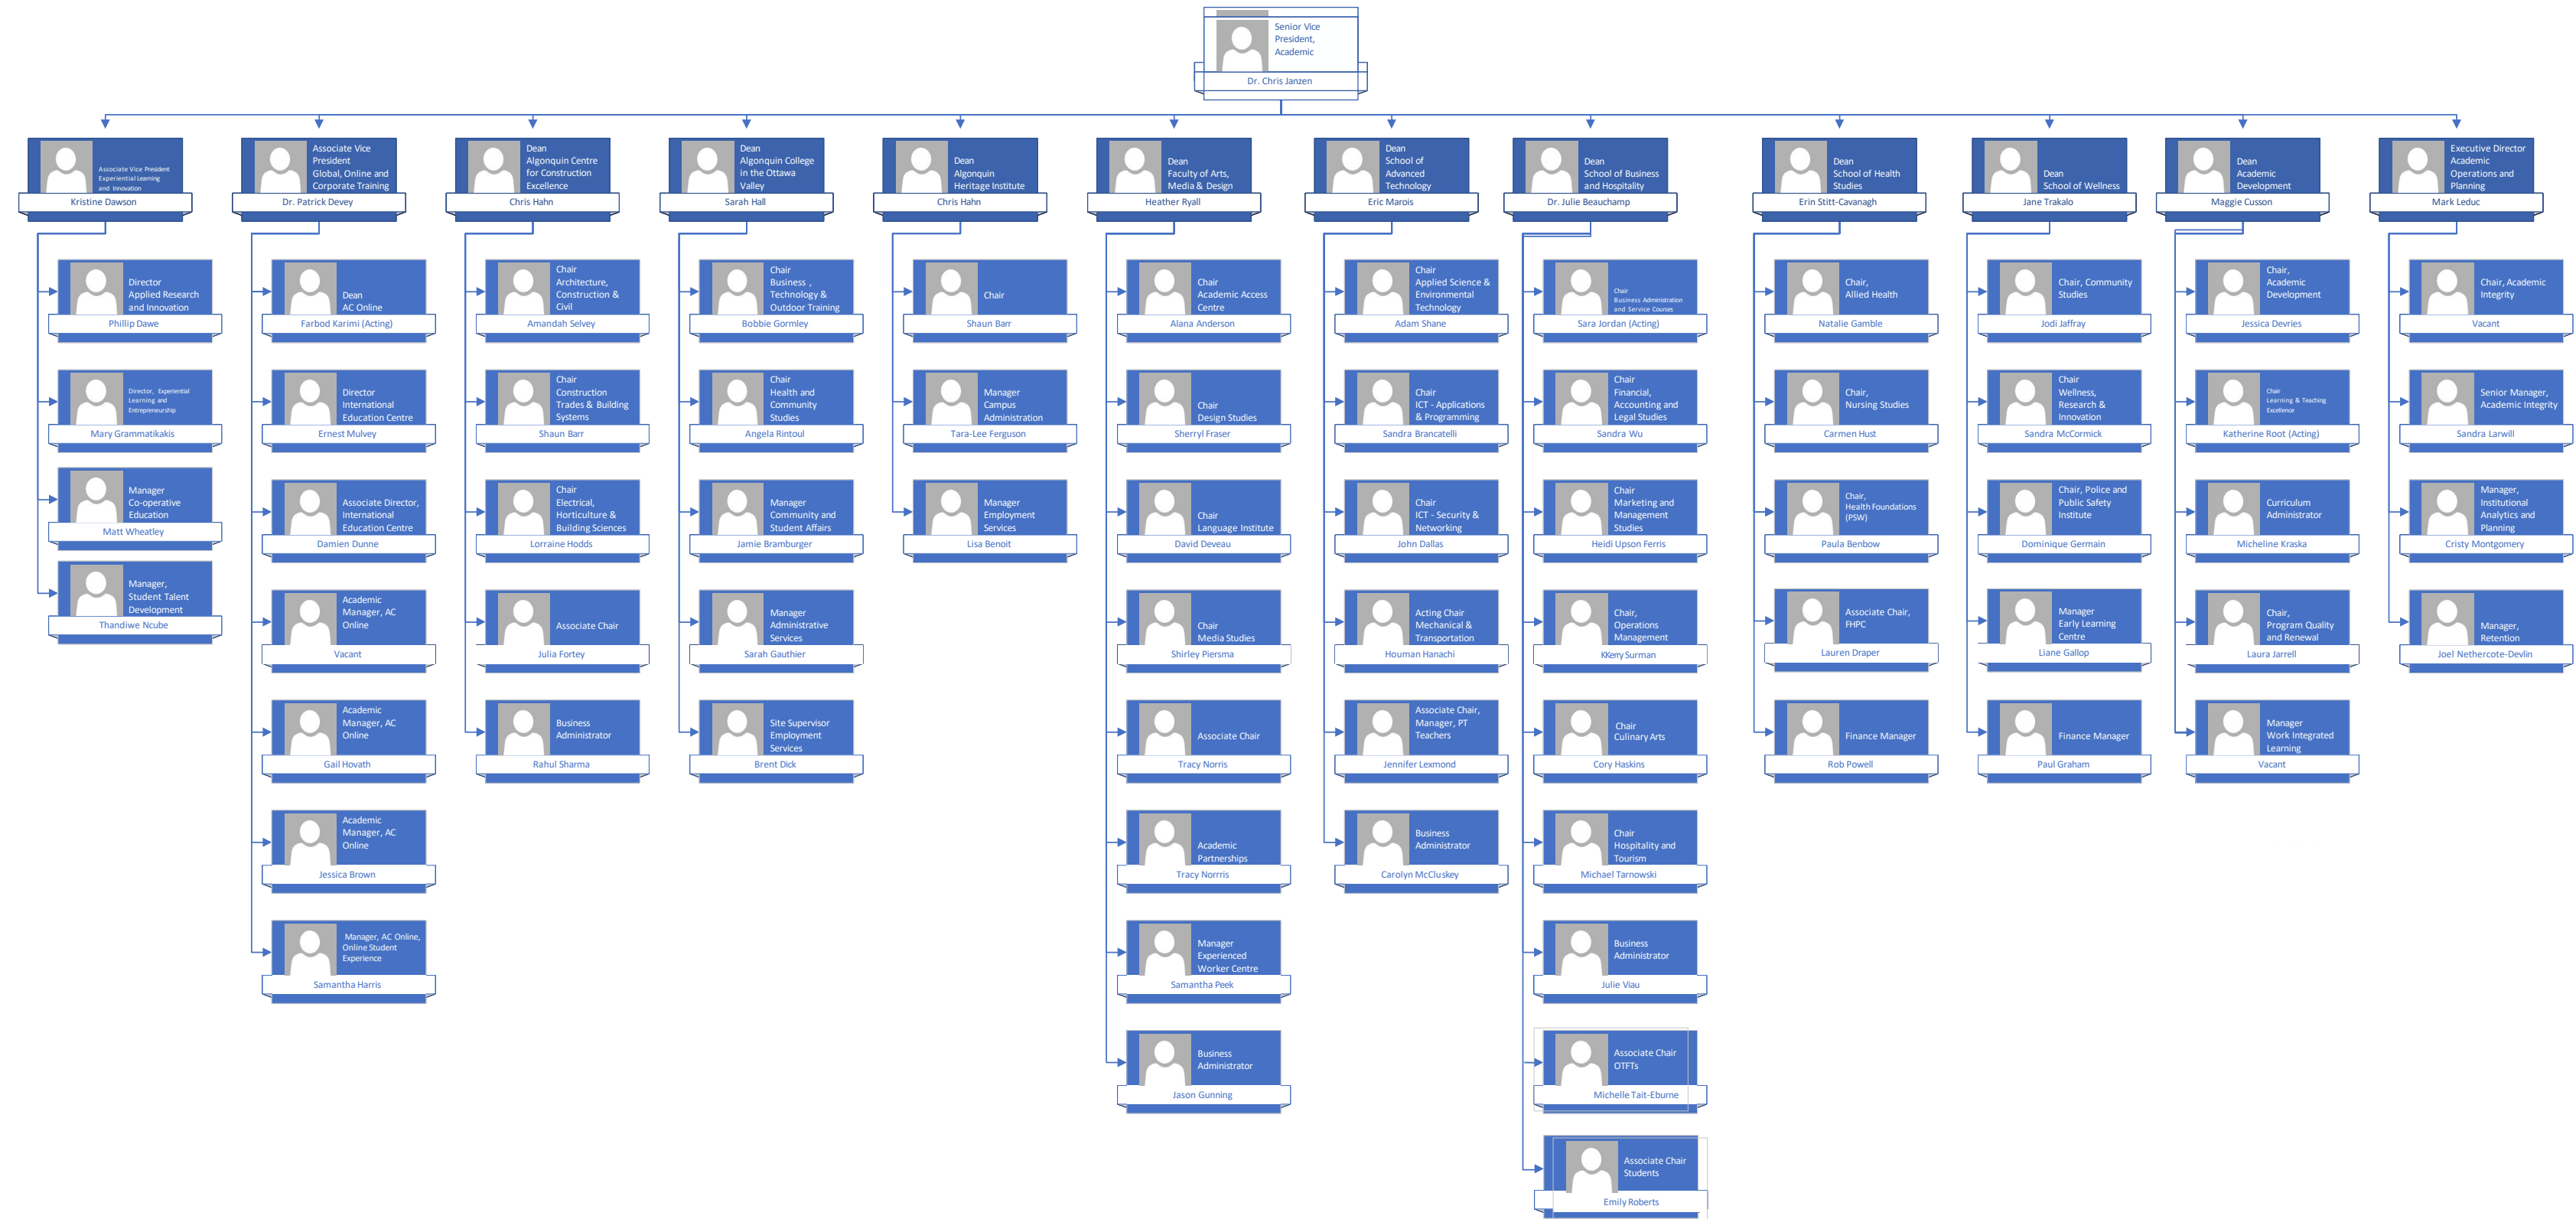 Senior Vice
President,
Academic
Dr. Chris Janzen
Associate Vice President
Experiential Learning
and Innovation
Kristine Dawson
Associate Vice
President
Global, Online and
Corporate Training
Dr. Patrick Devey
Dean
Algonquin Centre
for Construction
Excellence
Chris Hahn
Dean
Algonquin College
in the Ottawa
Valley
Sarah Hall
Dean
Algonquin
Heritage Institute
Chris Hahn
Dean
Faculty of Arts,
Media & Design
Heather Ryall
Dean
School of
Advanced
Technology
Eric Marois
Dean
School of Business
and Hospitality
Dr. Julie Beauchamp
Dean
School of Health
Studies
Erin Stitt-Cavanagh
Dean
School of Wellness
Jane Trakalo
Dean
Academic
Development
Maggie Cusson
Executive Director
Academic
Operations and
Planning
Mark Leduc
Director
Applied Research
and Innovation
Phillip Dawe
Director, Experiential
Learning and
Entrepreneurship
Mary Grammatikakis
Manager
Co-operative
Education
Matt Wheatley
Manager,
Student Talent
Development
Thandiwe Ncube
Dean
AC Online
Farbod Karimi (Acting)
Director
International
Education Centre
Ernest Mulvey
Associate Director,
International
Education Centre
Damien Dunne
Academic
Manager, AC
Online
Vacant
Academic
Manager, AC
Online
Gail Hovath
Academic
Manager, AC
Online
Jessica Brown
Manager, AC Online,
Online Student
Experience
Samantha Harris
Chair
Architecture,
Construction &
Civil
Amandah Selvey
Chair
Construction
Trades & Building
Systems
Shaun Barr
Chair
Electrical,
Horticulture &
Building Sciences
Lorraine Hodds
Associate Chair
Julia Fortey
Business
Administrator
Rahul Sharma
Chair
Business ,
Technology &
Outdoor Training
Bobbie Gormley
Chair
Health and
Community
Studies
Angela Rintoul
Manager
Community and
Student Affairs
Jamie Bramburger
Manager
Administrative
Services
Sarah Gauthier
Site Supervisor
Employment
Services
Brent Dick
Chair
Shaun Barr
Manager
Campus
Administration
Tara-Lee Ferguson
Manager
Employment
Services
Lisa Benoit
Chair
Academic Access
Centre
Alana Anderson
Chair
Design Studies
Sherryl Fraser
Chair
Language Institute
David Deveau
Chair
Media Studies
Shirley Piersma
Associate Chair
Tracy Norris
Academic
Partnerships
Tracy Norrris
Manager
Experienced
Worker Centre
Samantha Peek
Business
Administrator
Jason Gunning
Chair
Applied Science &
Environmental
Technology
Adam Shane
Chair
ICT - Applications
& Programming
Sandra Brancatelli
Chair
ICT - Security &
Networking
John Dallas
Acting Chair
Mechanical &
Transportation
Houman Hanachi
Associate Chair,
Manager, PT
Teachers
Jennifer Lexmond
Business
Administrator
Carolyn McCluskey
Chair
Business Administration
and Service Courses
Sara Jordan (Acting)
Chair
Financial,
Accounting and
Legal Studies
Sandra Wu
Chair
Marketing and
Management
Studies
Heidi Upson Ferris
Chair,
Operations
Management
KKerry Surman
Chair
Culinary Arts
Cory Haskins
Chair
Hospitality and
Tourism
Michael Tarnowski
Business
Administrator
Julie Viau
Associate Chair
OTFTs
Michelle Tait-Eburne
Associate Chair
Students
Emily Roberts
Chair,
Allied Health
Natalie Gamble
Chair,
Nursing Studies
Carmen Hust
Chair,
Health Foundations
(PSW)
Paula Benbow
Associate Chair,
FHPC
Lauren Draper
Finance Manager
Rob Powell
Chair, Community
Studies
Jodi Jaffray
Chair
Wellness,
Research &
Innovation
Sandra McCormick
Chair, Police and
Public Safety
Institute
Dominique Germain
Manager
Early Learning
Centre
Liane Gallop
Finance Manager
Paul Graham
Chair,
Academic
Development
Jessica Devries
Chair
Learning & Teaching
Excellence
Katherine Root (Acting)
Curriculum
Administrator
Micheline Kraska
Chair,
Program Quality
and Renewal
Laura Jarrell
Manager
Work Integrated
Learning
Vacant
Chair, Academic
Integrity
Vacant
Senior Manager,
Academic Integrity
Sandra Larwill
Manager,
Institutional
Analytics and
Planning
Cristy Montgomery
Manager,
Retention
Joel Nethercote-Devlin